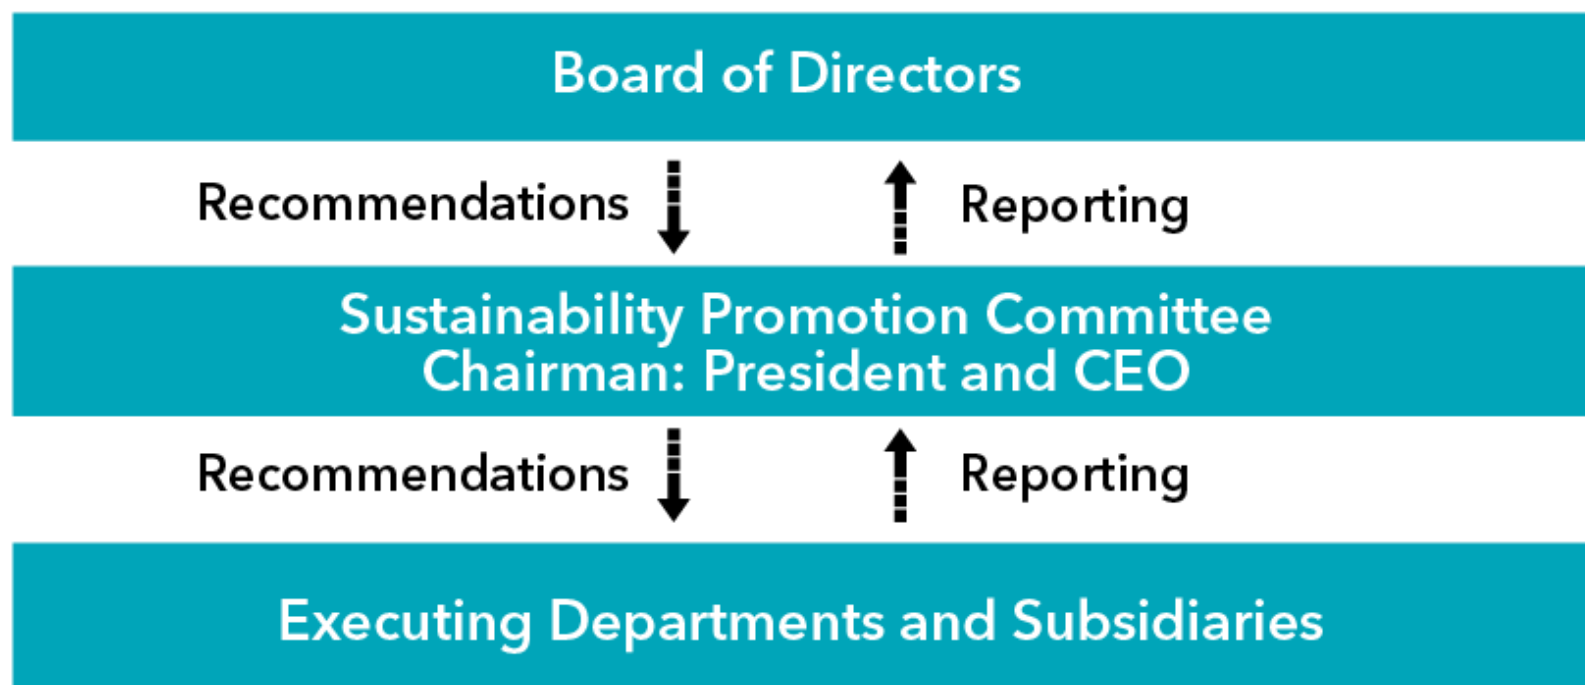 Board of Directors
Recommendations
Reporting
Sustainability Promotion Committee
Chairman: President and CEO
Recommendations
Reporting
Executing Departments and Subsidiaries